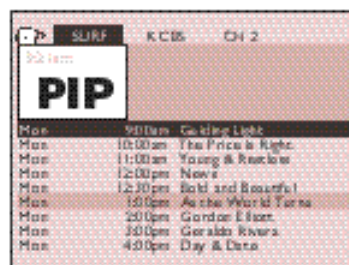 SURF KCBS CH 2
PIP
Mon 9:00am Guiding Light
Mon 10:00am The Price is Right
Mon 11:00am Young & Restless
Mon 12:00pm News
Mon 12:30pm Bold and Beautiful
Mon 1:00pm As the World Turns
Mon 2:00pm Gordon Elliott
Mon 3:00pm Geraldo Rivera
Mon 4:00pm Day & Date